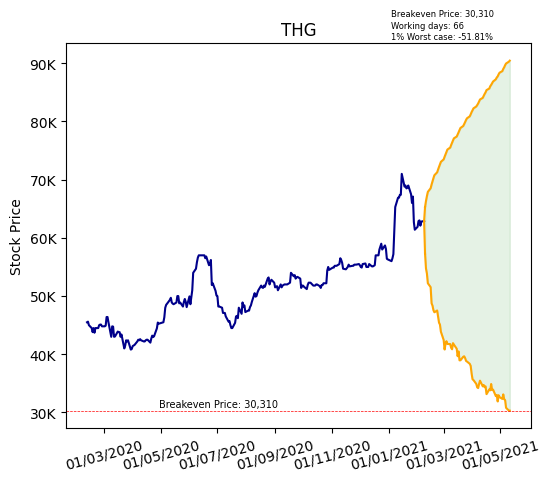 Breakeven Price: 30,310
Working days: 66
1% Worst case: -51.81%
THG
Stock Price
90K
80K
70K
60K
50K
40K
30K
Breakeven Price: 30,310
01/03/2020
01/05/2020
01/07/2020
01/09/2020
01/11/2020
01/01/2021
01/03/2021
01/05/2021